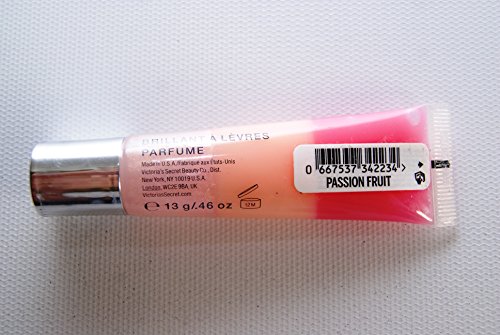 BRILLANT À LÈVRES
PARFUME
Made in U.S.A./Fabriqué aux États-Unis
Victoria's Secret Beauty Co., Dist.
New York, NY 10019 U.S.A.
London, WC2E 9BA, UK
VictoriasSecret.com
12M
e 13 g/.46 oz
0 667537 342234 >
PASSION FRUIT